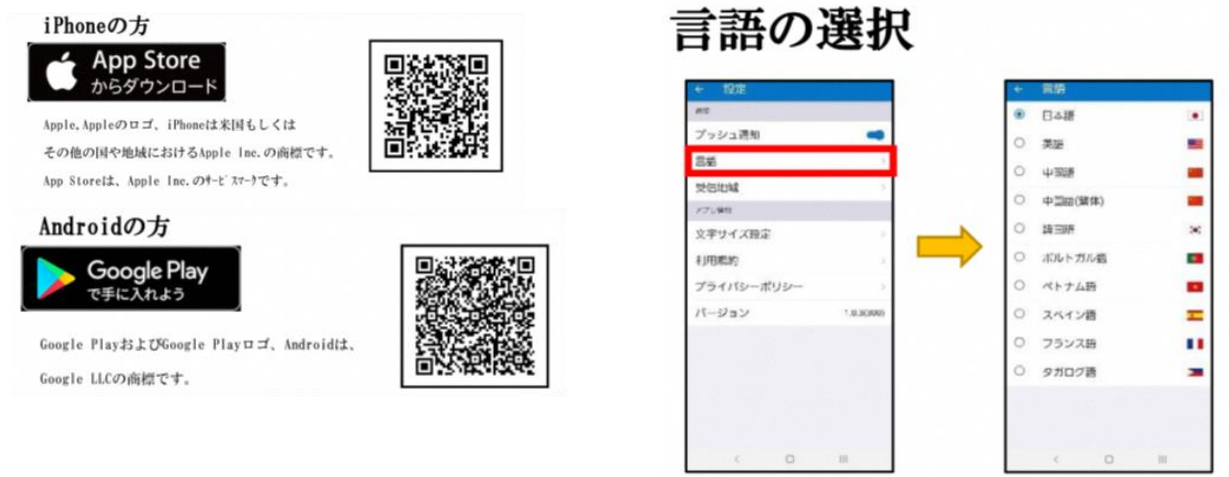 iPhoneの方
App Store
からダウンロード
Apple,Appleのロゴ、iPhoneは米国もしくは
その他の国や地域におけるApple Inc.の商標です。
App Storeは、Apple Inc.のｻｰﾋﾞｽﾏｰｸです。
Androidの方
Google Play
で手に入れよう
Google PlayおよびGoogle Playロゴ、Androidは、
Google LLCの商標です。
言語の選択
設定
プッシュ通知
言語
受信地域
アプリ情報
文字サイズ設定
利用規約
プライバシーポリシー
バージョン
言語
日本語
英語
中国語
中国語(繁体)
韓国語
ポルトガル語
ベトナム語
スペイン語
フランス語
タガログ語